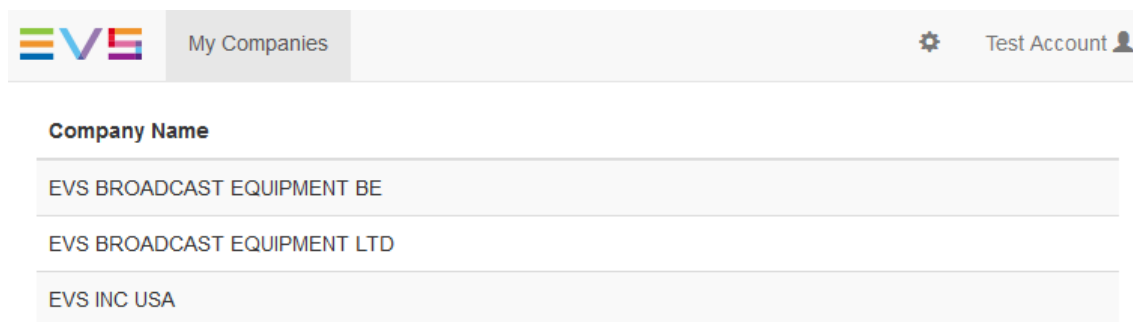 EVS My Companies Test Account
Company Name
EVS BROADCAST EQUIPMENT BE
EVS BROADCAST EQUIPMENT LTD
EVS INC USA